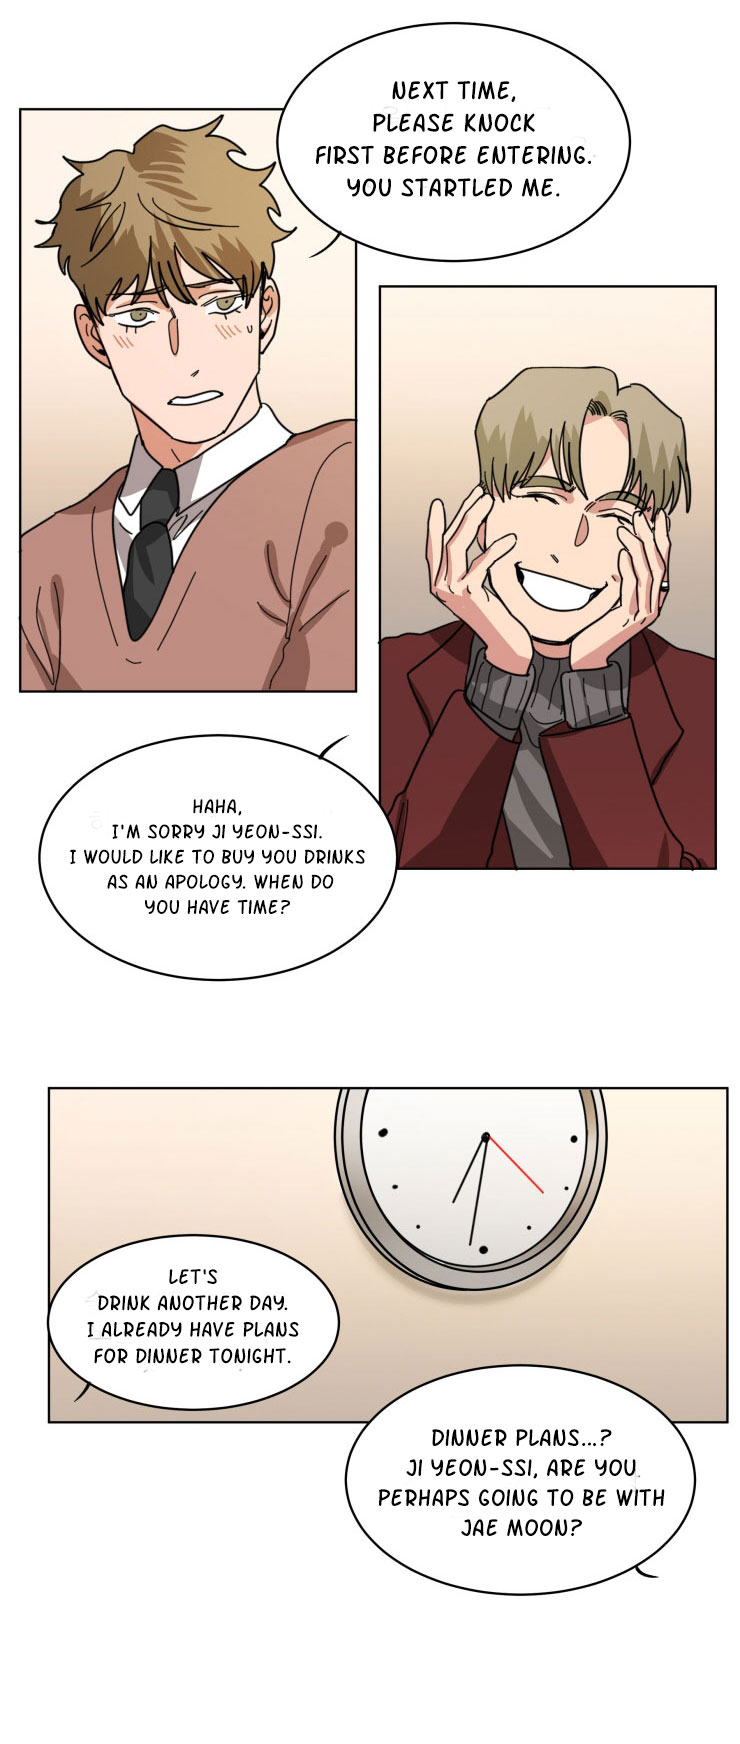 NEXT TIME,
PLEASE KNOCK
FIRST BEFORE ENTERING.
YOU STARTLED ME.
HAHA,
I'M SORRY JI YEON-SSI.
I WOULD LIKE TO BUY YOU DRINKS
AS AN APOLOGY. WHEN DO
YOU HAVE TIME?
LET'S
DRINK ANOTHER DAY.
I ALREADY HAVE PLANS
FOR DINNER TONIGHT.
DINNER PLANS...?
JI YEON-SSI, ARE YOU
PERHAPS GOING TO BE WITH
JAE MOON?